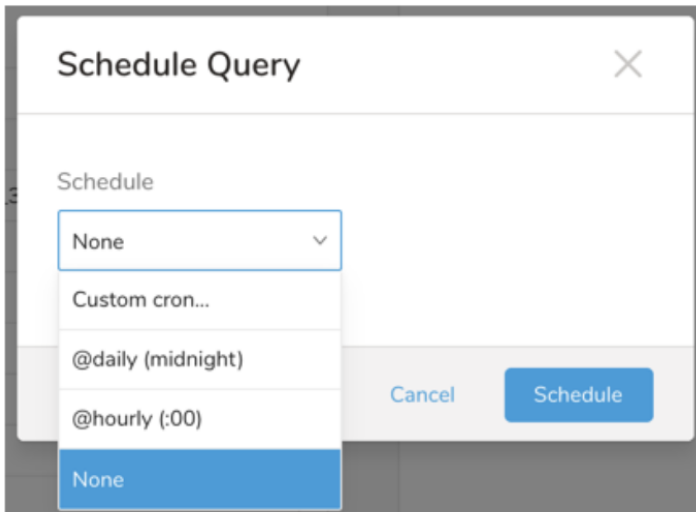 Schedule Query
Schedule
None
Custom cron...
@daily (midnight)
@hourly (:00)
Cancel
Schedule
None